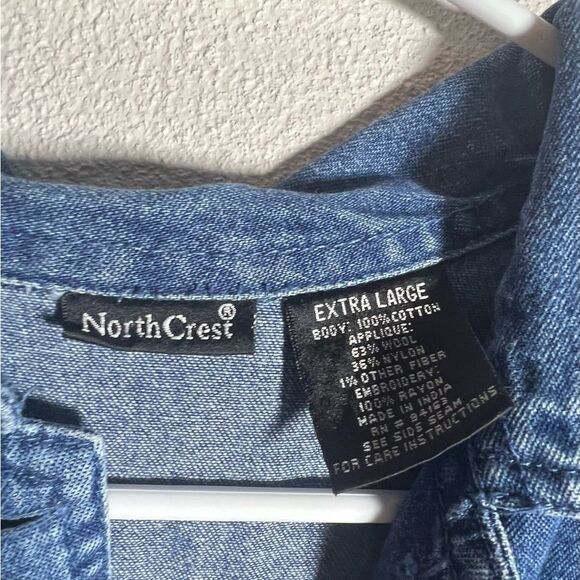 NorthCrest®
EXTRA LARGE
BODY: 100% COTTON
APPLIQUE:
63% WOOL
36% NYLON
1% OTHER FIBER
EMBROIDERY:
100% RAYON
MADE IN INDIA
RN # 94163
SEE SIDE SEAM
FOR CARE INSTRUCTIONS